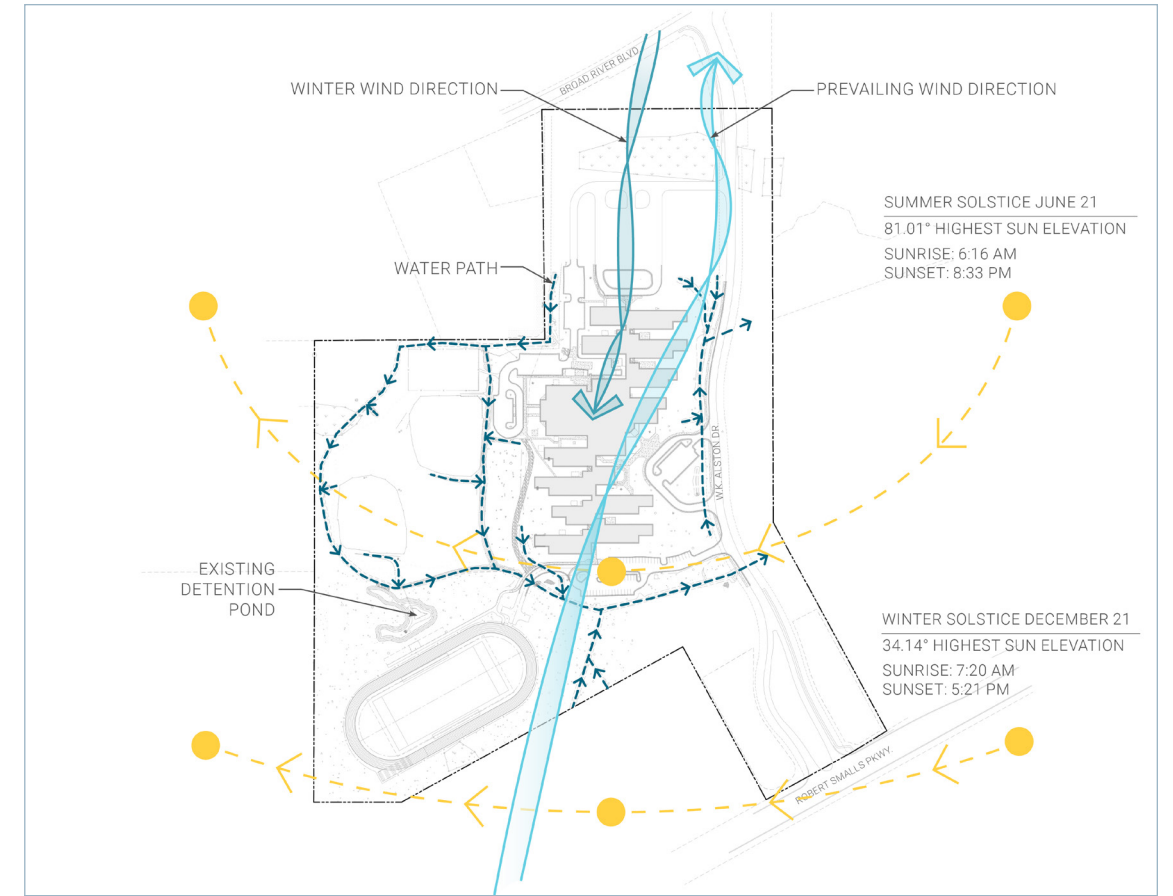 BROAD RIVER BLVD
WINTER WIND DIRECTION
PREVAILING WIND DIRECTION
SUMMER SOLSTICE JUNE 21
81.01° HIGHEST SUN ELEVATION
SUNRISE: 6:16 AM
SUNSET: 8:33 PM
WATER PATH
W.K. ALSTON DR
EXISTING
DETENTION
POND
WINTER SOLSTICE DECEMBER 21
34.14° HIGHEST SUN ELEVATION
SUNRISE: 7:20 AM
SUNSET: 5:21 PM
ROBERT SMALLS PKWY.